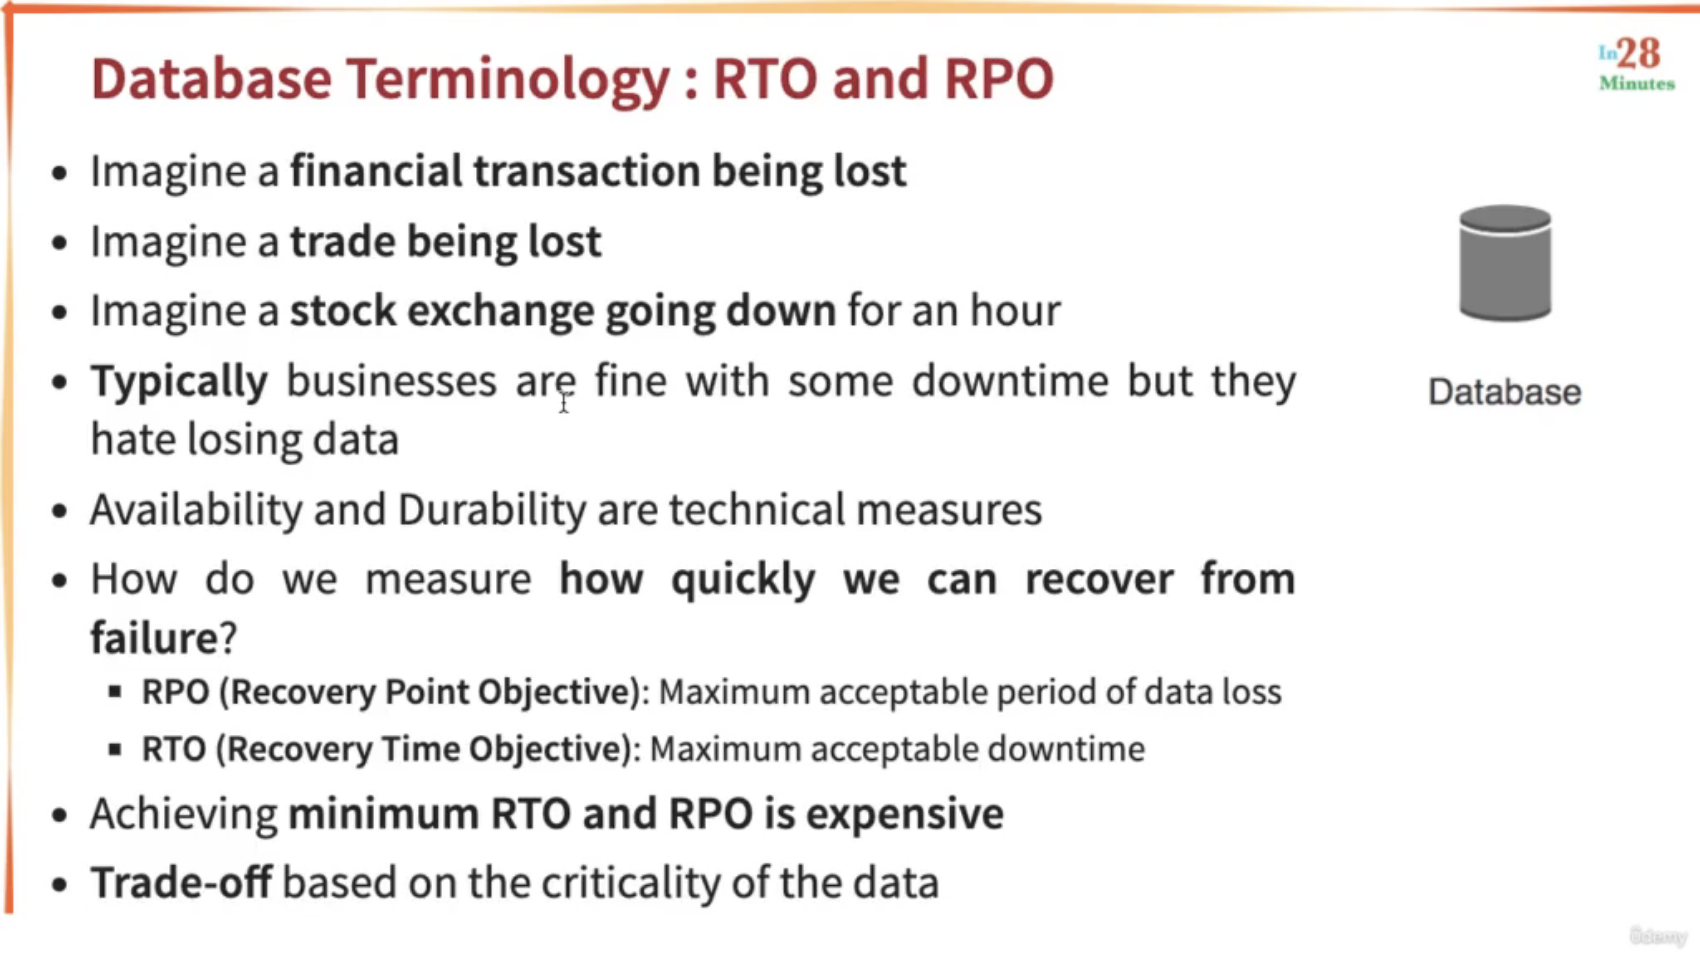 Database Terminology : RTO and RPO
In28
Minutes
• Imagine a financial transaction being lost
• Imagine a trade being lost
• Imagine a stock exchange going down for an hour
• Typically businesses are fine with some downtime but they
hate losing data
Database
• Availability and Durability are technical measures
• How do we measure how quickly we can recover from
failure?
▪ RPO (Recovery Point Objective): Maximum acceptable period of data loss
▪ RTO (Recovery Time Objective): Maximum acceptable downtime
• Achieving minimum RTO and RPO is expensive
• Trade-off based on the criticality of the data
ûdemy